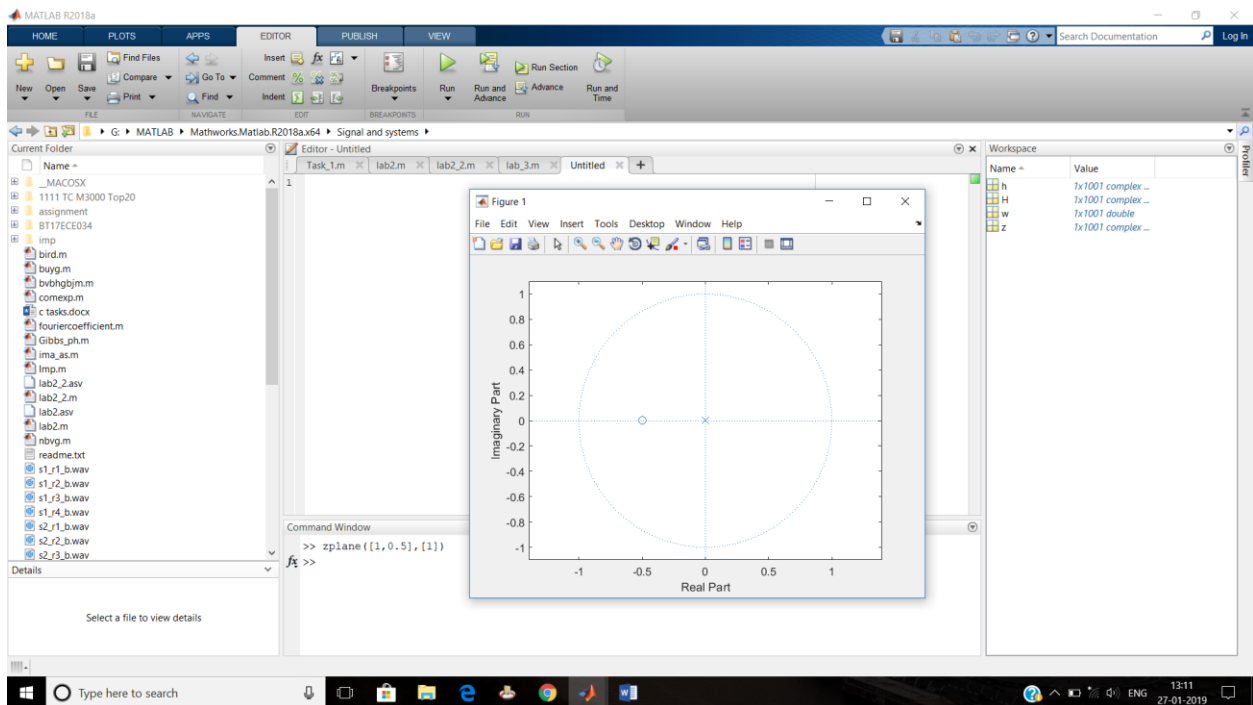 MATLAB R2018a
HOME PLOTS APPS EDITOR PUBLISH VIEW
Search Documentation Log In
New Open Save
Find Files
Compare
Print
FILE
Go To
Find
NAVIGATE
Insert fx
Comment
Indent
EDIT
Breakpoints
BREAKPOINTS
Run
Run and Advance
Run Section
Advance
Run and Time
RUN
G: MATLAB Mathworks.Matlab.R2018a.x64 Signal and systems
Current Folder
Name
_MACOSX
1111 TC M3000 Top20
assignment
BT17ECE034
imp
bird.m
buyg.m
bvbhgbjm.m
comexp.m
c tasks.docx
fouriercoefficient.m
Gibbs_ph.m
ima_as.m
Imp.m
lab2_2.asv
lab2_2.m
lab2.asv
lab2.m
nbvg.m
readme.txt
s1_r1_b.wav
s1_r2_b.wav
s1_r3_b.wav
s1_r4_b.wav
s2_r1_b.wav
s2_r2_b.wav
s2_r3_b.wav
Details
Select a file to view details
Editor - Untitled
Task_1.m lab2.m lab2_2.m lab_3.m Untitled
1
Figure 1
File Edit View Insert Tools Desktop Window Help
1
0.8
0.6
0.4
0.2
0
-0.2
-0.4
-0.6
-0.8
-1
Imaginary Part
-1 -0.5 0 0.5 1
Real Part
Command Window
>> zplane([1,0.5],[1])
fx >>
Workspace
Name Value
h 1x1001 complex ...
H 1x1001 complex ...
w 1x1001 double
z 1x1001 complex ...
Profiler
Type here to search
ENG
13:11
27-01-2019